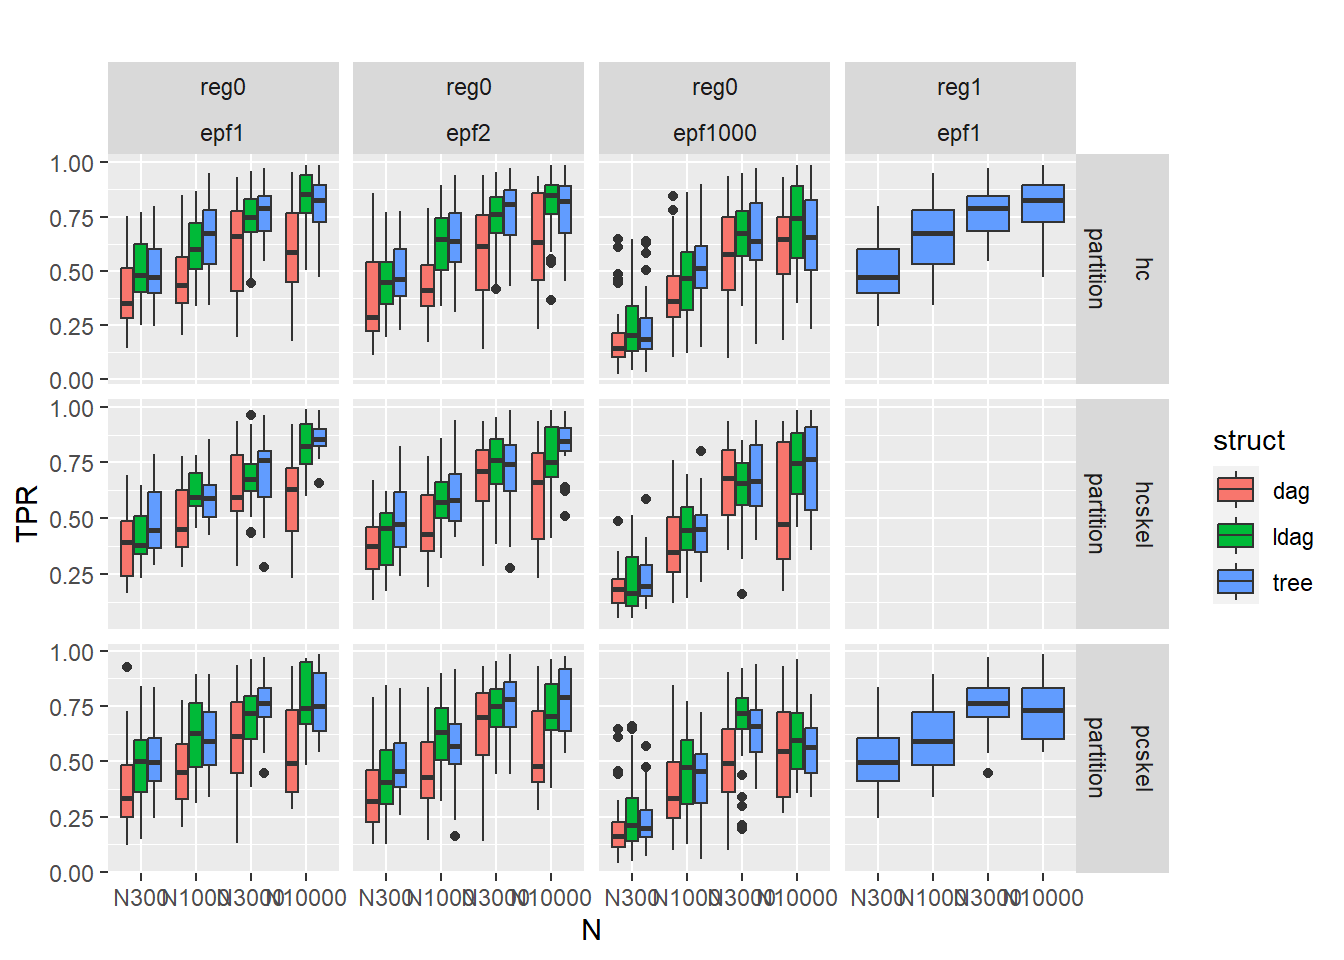 reg0
reg0
reg0
reg1
epf1
epf2
epf1000
epf1
1.00
0.75
0.50
0.25
0.00
partition
hc
1.00
0.75
0.50
0.25
partition
hcskel
1.00
0.75
0.50
0.25
0.00
partition
pcskel
TPR
N300
N1000
N3000
N10000
N300
N1000
N3000
N10000
N300
N1000
N3000
N10000
N300
N1000
N3000
N10000
N
struct
dag
ldag
tree